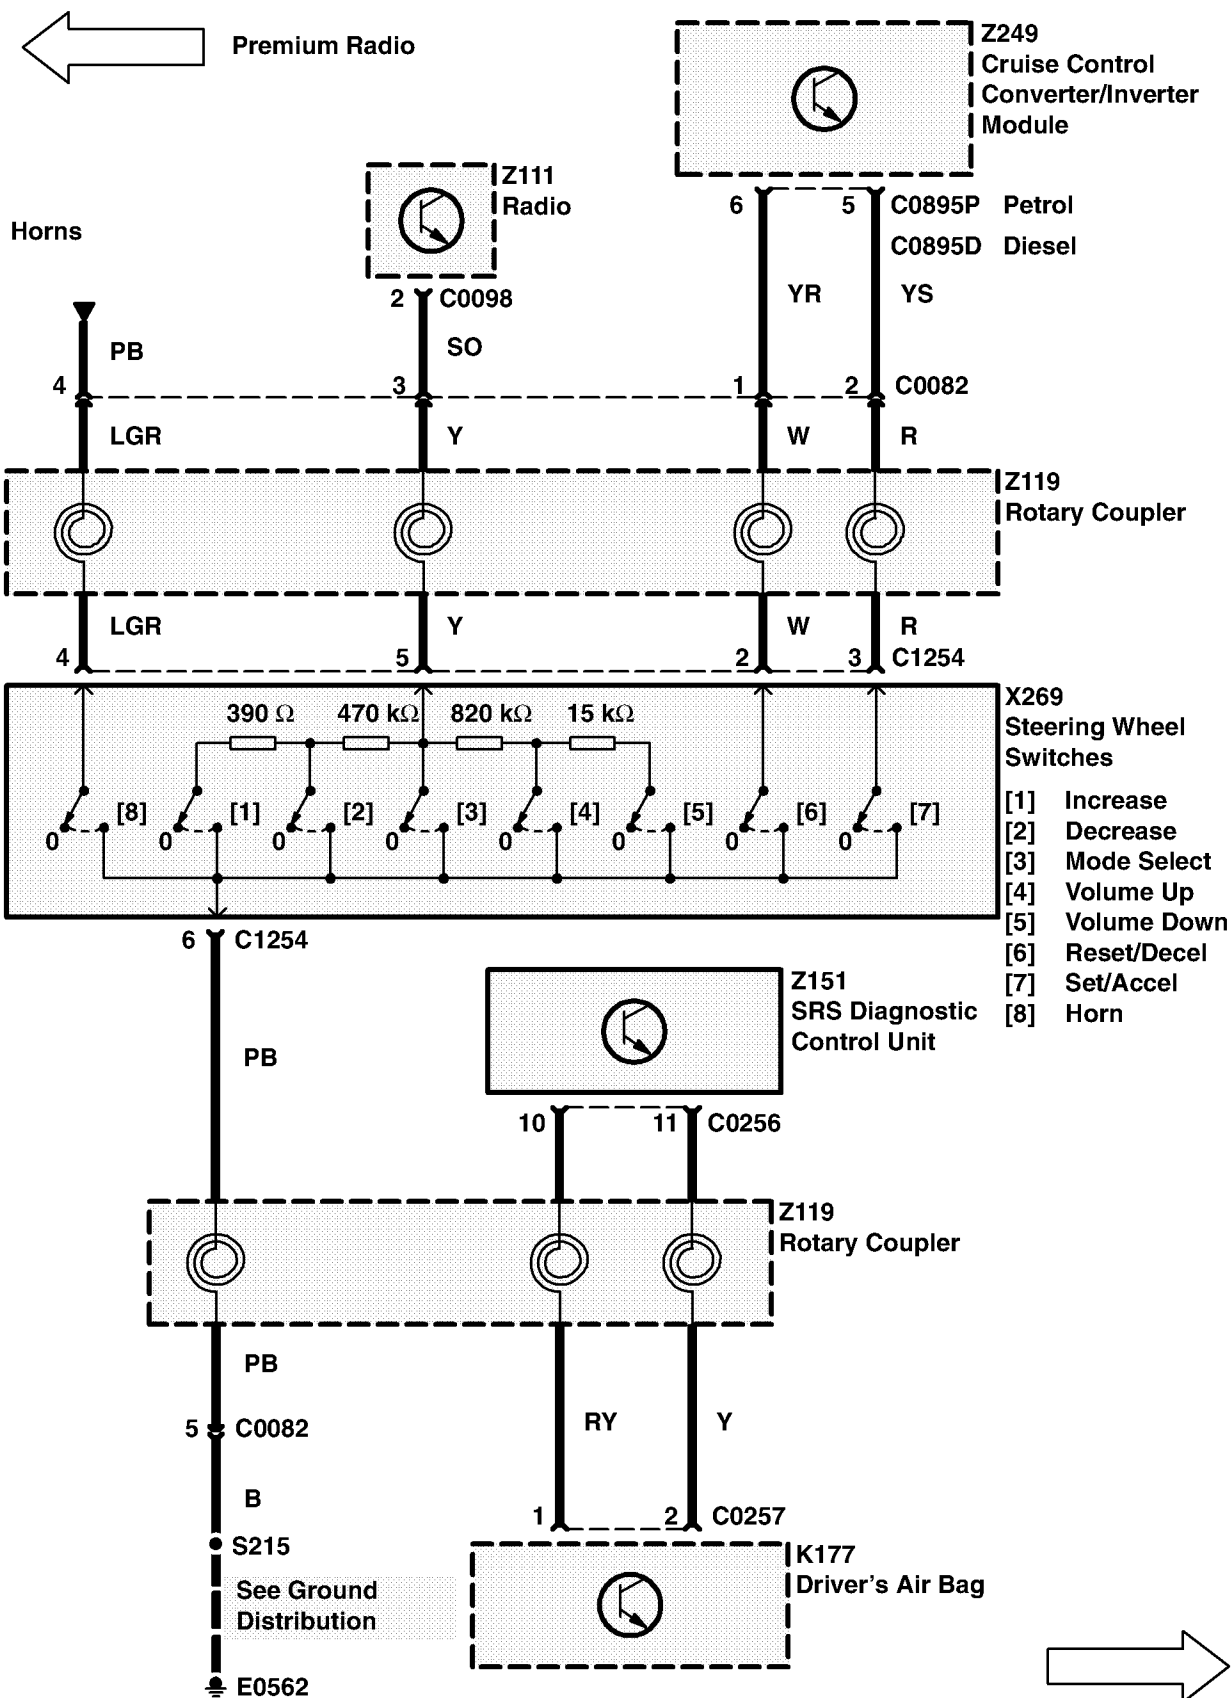 Premium Radio
Z249
Cruise Control
Converter/Inverter
Module
Z111
Radio
Horns
6 5 C0895P Petrol
C0895D Diesel
2 C0098
YR YS
PB SO
4 3 1 2 C0082
LGR Y W R
Z119
Rotary Coupler
LGR Y W R
4 5 2 3 C1254
X269
Steering Wheel
Switches
390 Ω 470 kΩ 820 kΩ 15 kΩ
[8] [1] [2] [3] [4] [5] [6] [7]
0 0 0 0 0 0 0 0
[1] Increase
[2] Decrease
[3] Mode Select
[4] Volume Up
[5] Volume Down
[6] Reset/Decel
[7] Set/Accel
[8] Horn
6 C1254
Z151
SRS Diagnostic
Control Unit
PB
10 11 C0256
Z119
Rotary Coupler
PB
RY Y
5 C0082
B
1 2 C0257
S215
See Ground
Distribution
K177
Driver's Air Bag
E0562